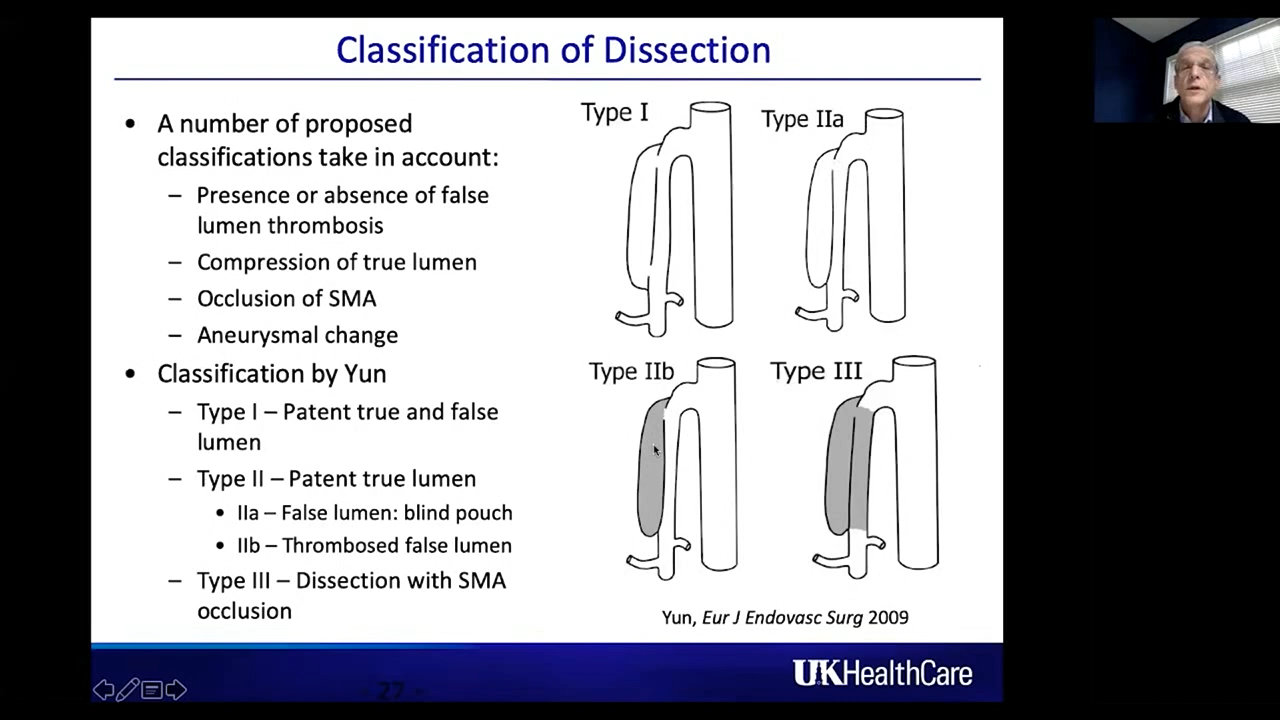 Classification of Dissection
• A number of proposed
classifications take in account:
– Presence or absence of false
lumen thrombosis
– Compression of true lumen
– Occlusion of SMA
– Aneurysmal change
• Classification by Yun
– Type I – Patent true and false
lumen
– Type II – Patent true lumen
• IIa – False lumen: blind pouch
• IIb – Thrombosed false lumen
– Type III – Dissection with SMA
occlusion
Type I
Type IIa
Type IIb
Type III
Yun, Eur J Endovasc Surg 2009
- 27 -
UKHealthCare